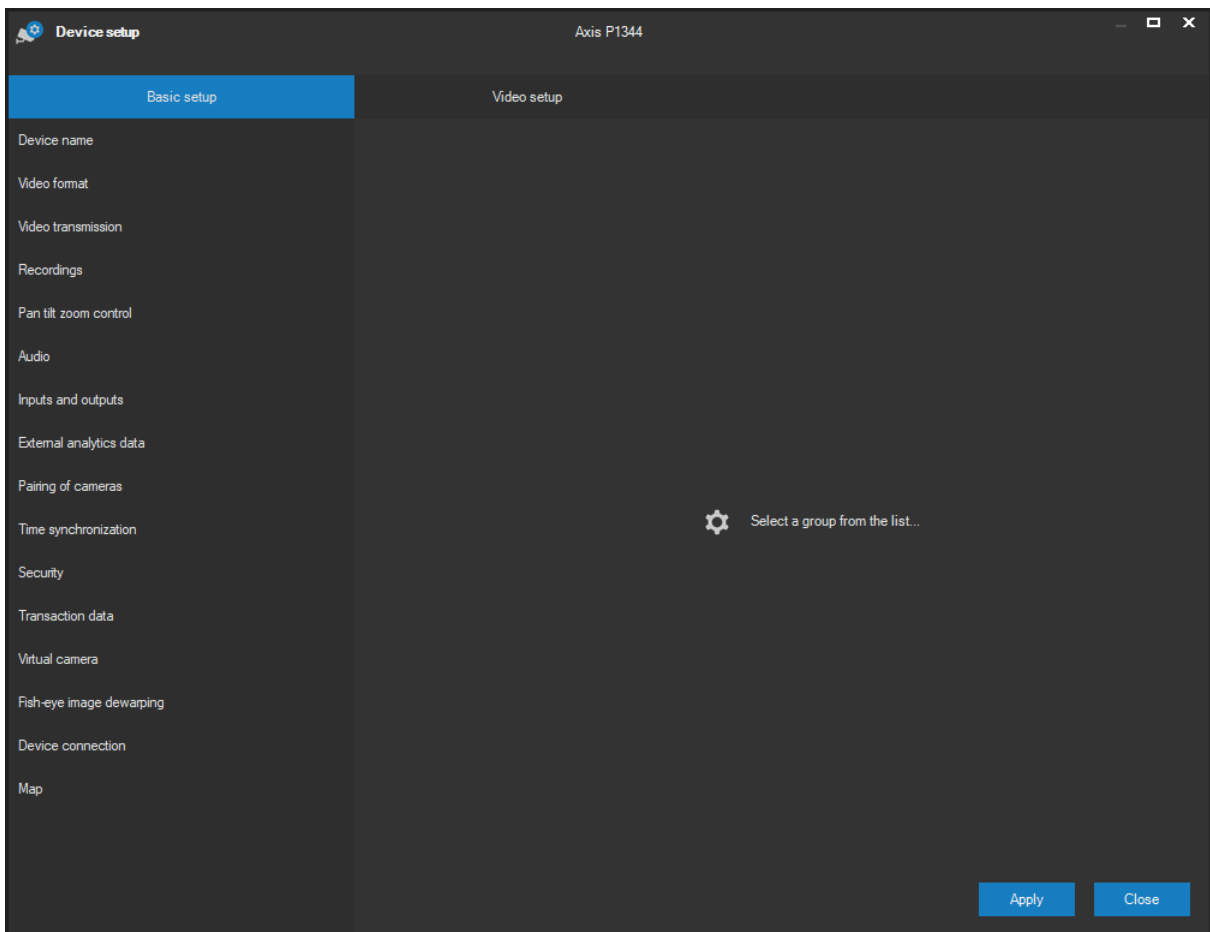 Device setup
Axis P1344
Basic setup
Video setup
Device name
Video format
Video transmission
Recordings
Pan tilt zoom control
Audio
Inputs and outputs
External analytics data
Pairing of cameras
Time synchronization
Security
Transaction data
Virtual camera
Fish-eye image dewarping
Device connection
Map
Select a group from the list...
Apply
Close